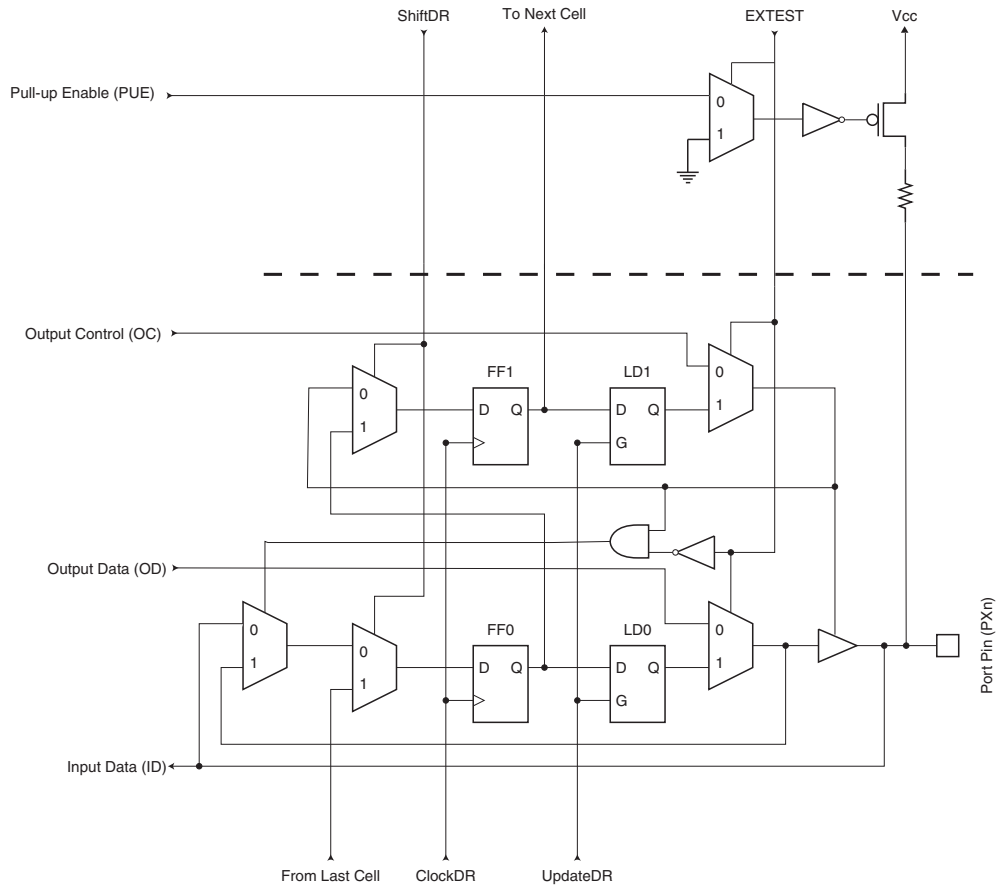 ShiftDR
To Next Cell
EXTEST
Vcc
Pull-up Enable (PUE)
0
1
Output Control (OC)
FF1
LD1
0
0
D Q
D Q
1
1
G
Output Data (OD)
FF0
LD0
0
0
0
D Q
D Q
1
1
1
G
Port Pin (PXn)
Input Data (ID)
From Last Cell
ClockDR
UpdateDR